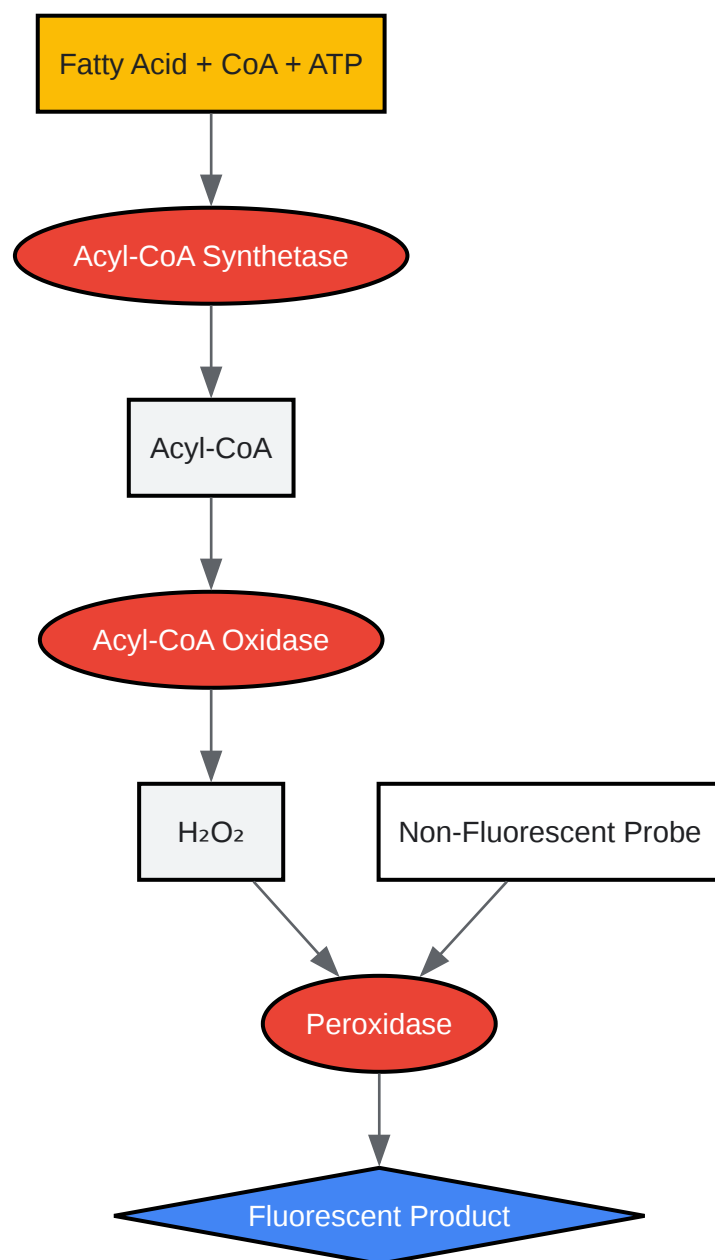 Fatty Acid + CoA + ATP
Acyl-CoA Synthetase
Acyl-CoA
Acyl-CoA Oxidase
H₂O₂
Non-Fluorescent Probe
Peroxidase
Fluorescent Product